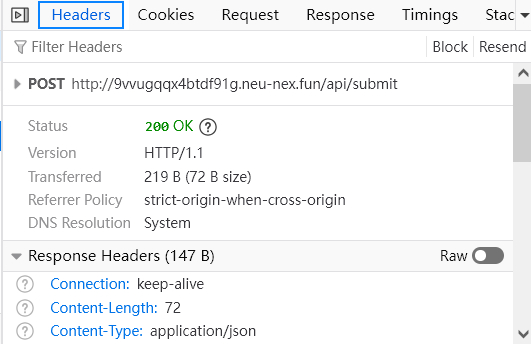 Headers Cookies Request Response Timings Stac
Filter Headers Block Resend
POST http://9vvugqqx4btdf91g.neu-nex.fun/api/submit
Status 200 OK ?
Version HTTP/1.1
Transferred 219 B (72 B size)
Referrer Policy strict-origin-when-cross-origin
DNS Resolution System
Response Headers (147 B) Raw
? Connection: keep-alive
? Content-Length: 72
? Content-Type: application/json